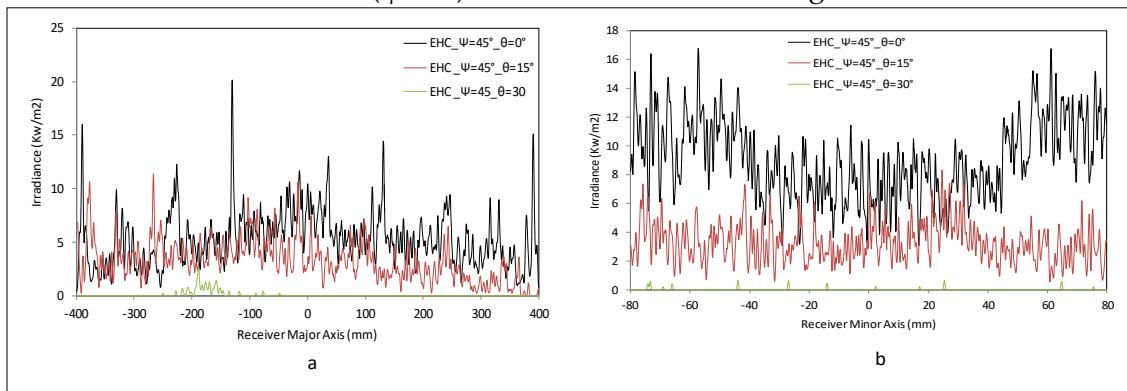 25
20
15
10
5
0
Irradiance (Kw/m2)
EHC_Ψ=45°_θ=0°
EHC_Ψ=45°_θ=15°
EHC_Ψ=45_θ=30
-400 -300 -200 -100 0 100 200 300 400
Receiver Major Axis (mm)
a
18
16
14
12
10
8
6
4
2
0
Irradiance (Kw/m2)
EHC_Ψ=45°_θ=0°
EHC_Ψ=45°_θ=15°
EHC_Ψ=45°_θ=30°
-80 -60 -40 -20 0 20 40 60 80
Receiver Minor Axis (mm)
b